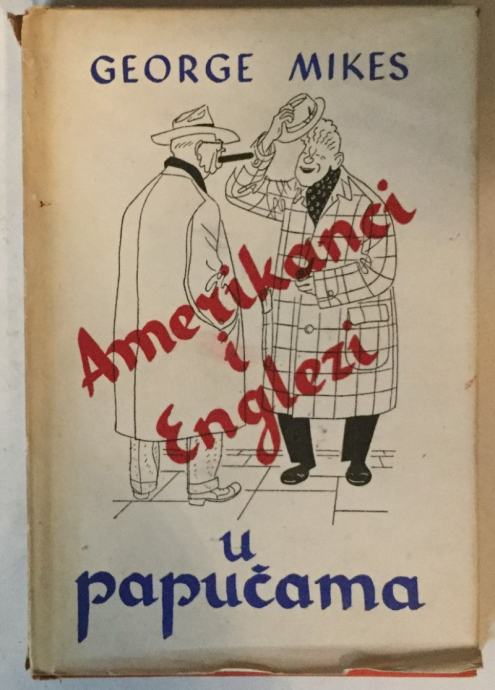 GEORGE MIKES
Amerikanci
i
Englezi
u
papučama